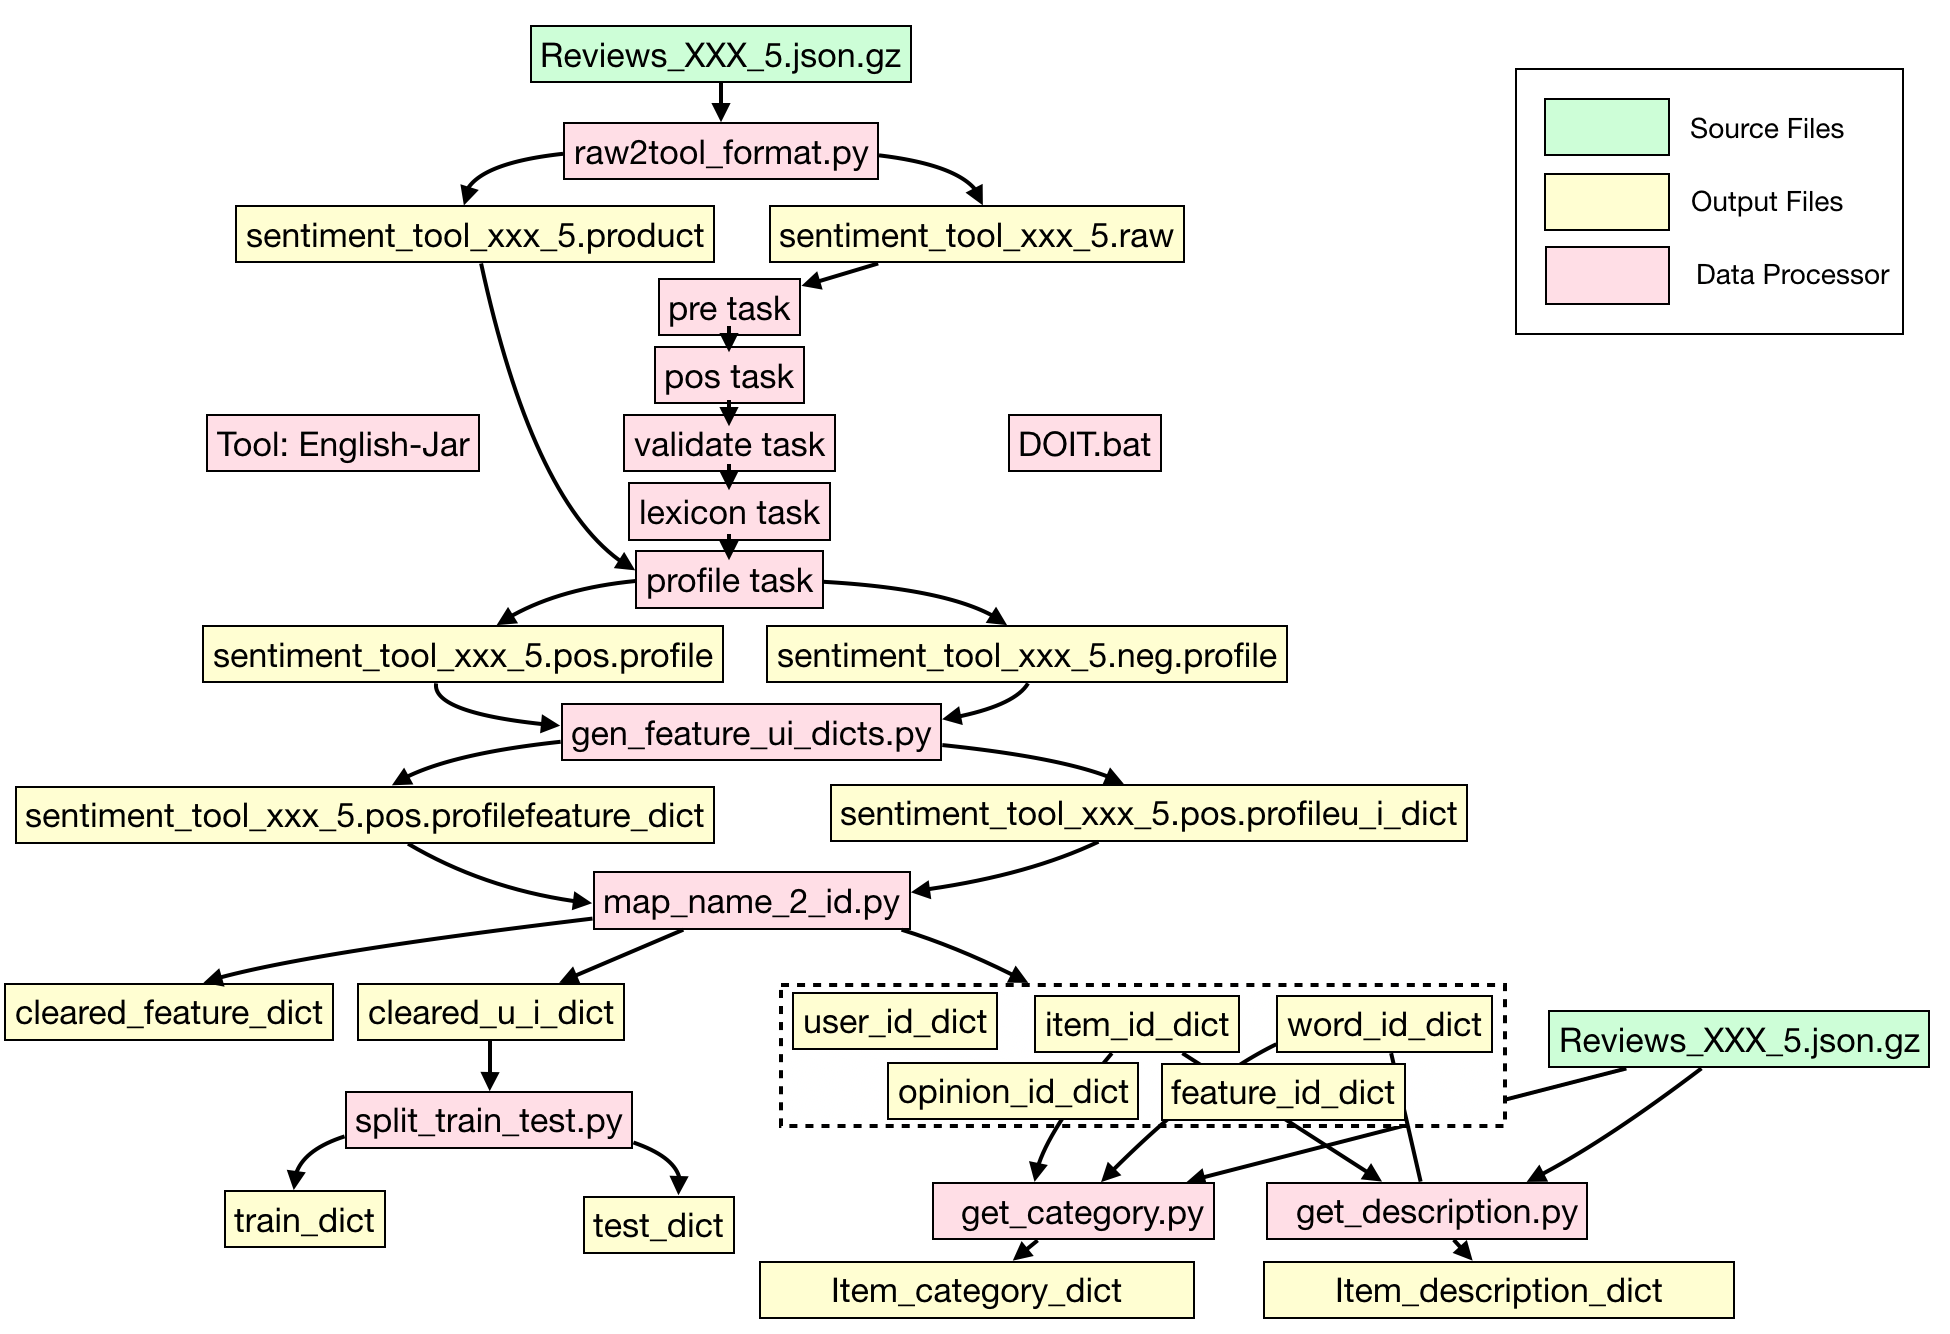 Reviews_XXX_5.json.gz
raw2tool_format.py
sentiment_tool_xxx_5.product
sentiment_tool_xxx_5.raw
Source Files
Output Files
Data Processor
pre task
pos task
Tool: English-Jar
validate task
DOIT.bat
lexicon task
profile task
sentiment_tool_xxx_5.pos.profile
sentiment_tool_xxx_5.neg.profile
gen_feature_ui_dicts.py
sentiment_tool_xxx_5.pos.profilefeature_dict
sentiment_tool_xxx_5.pos.profileu_i_dict
map_name_2_id.py
cleared_feature_dict
cleared_u_i_dict
user_id_dict
item_id_dict
word_id_dict
Reviews_XXX_5.json.gz
opinion_id_dict
feature_id_dict
split_train_test.py
train_dict
test_dict
get_category.py
get_description.py
Item_category_dict
Item_description_dict